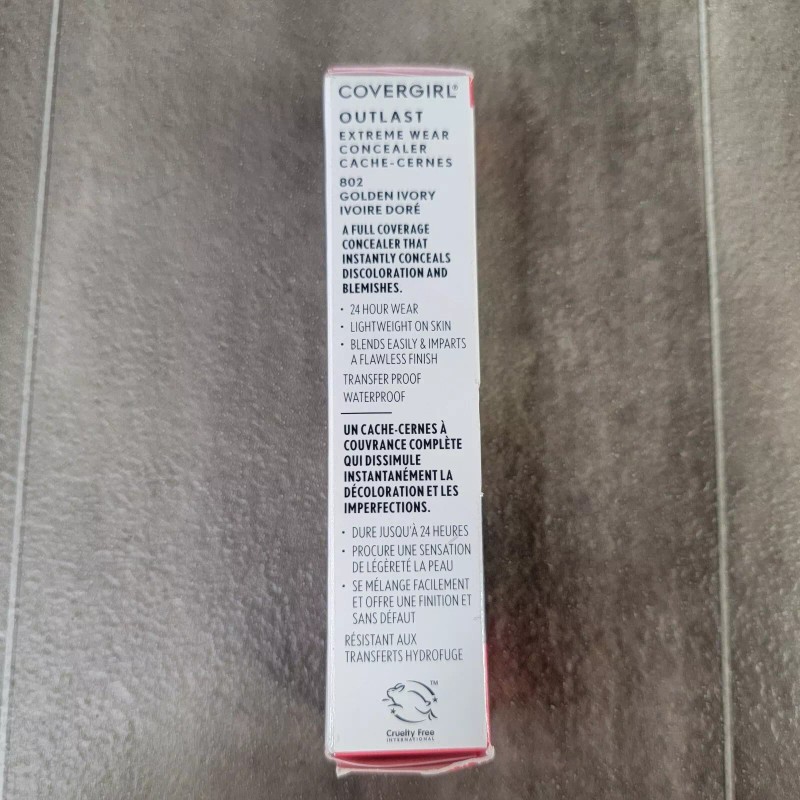 COVERGIRL®
OUTLAST
EXTREME WEAR
CONCEALER
CACHE-CERNES
802
GOLDEN IVORY
IVOIRE DORÉ
A FULL COVERAGE
CONCEALER THAT
INSTANTLY CONCEALS
DISCOLORATION AND
BLEMISHES.
• 24 HOUR WEAR
• LIGHTWEIGHT ON SKIN
• BLENDS EASILY & IMPARTS
A FLAWLESS FINISH
TRANSFER PROOF
WATERPROOF
UN CACHE-CERNES À
COUVRANCE COMPLÈTE
QUI DISSIMULE
INSTANTANÉMENT LA
DÉCOLORATION ET LES
IMPERFECTIONS.
• DURE JUSQU'À 24 HEURES
• PROCURE UNE SENSATION
DE LÉGÈRETÉ LA PEAU
• SE MÉLANGE FACILEMENT
ET OFFRE UNE FINITION ET
SANS DÉFAUT
RÉSISTANT AUX
TRANSFERTS HYDROFUGE
TM
Cruelty Free
INTERNATIONAL